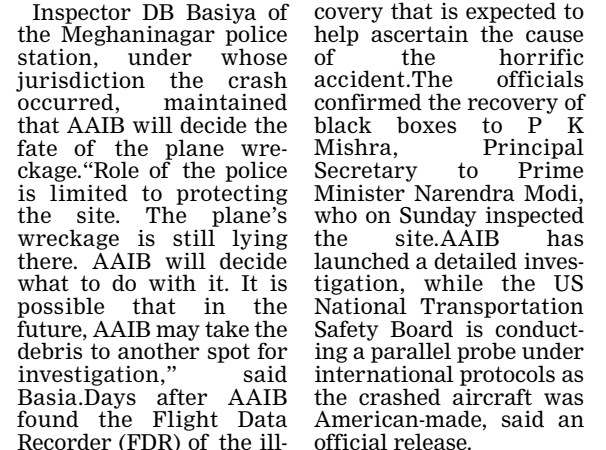 Inspector DB Basiya of
the Meghaninagar police
station, under whose
jurisdiction the crash
occurred, maintained
that AAIB will decide the
fate of the plane wre-
ckage.“Role of the police
is limited to protecting
the site. The plane’s
wreckage is still lying
there. AAIB will decide
what to do with it. It is
possible that in the
future, AAIB may take the
debris to another spot for
investigation,” said
Basia.Days after AAIB
found the Flight Data
Recorder (FDR) of the ill-
covery that is expected to
help ascertain the cause
of the horrific
accident.The officials
confirmed the recovery of
black boxes to P K
Mishra, Principal
Secretary to Prime
Minister Narendra Modi,
who on Sunday inspected
the site.AAIB has
launched a detailed inves-
tigation, while the US
National Transportation
Safety Board is conduct-
ing a parallel probe under
international protocols as
the crashed aircraft was
American-made, said an
official release.